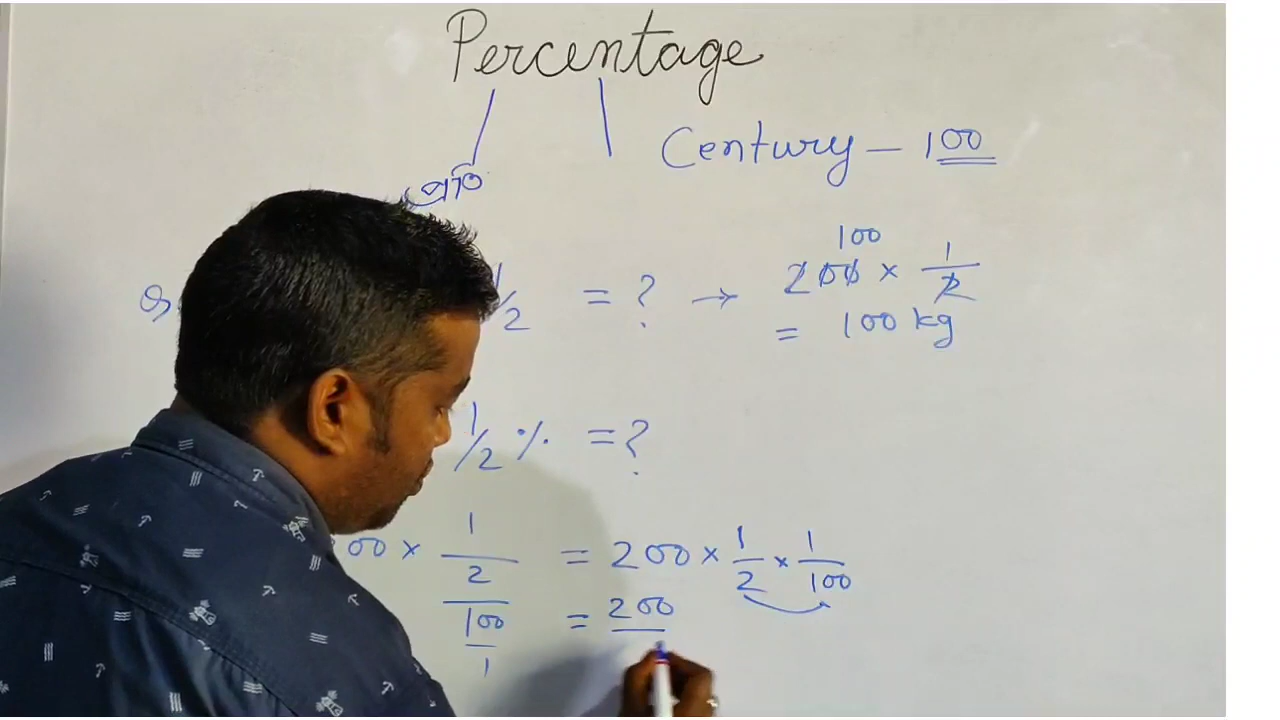 Percentage
Century - 100
প্রতি
1/2 = ? → 200 × 1/2
100
= 100 kg
1/2 % = ?
00 × 1/2 = 200 × 1/2 × 1/100
100/1 = 200